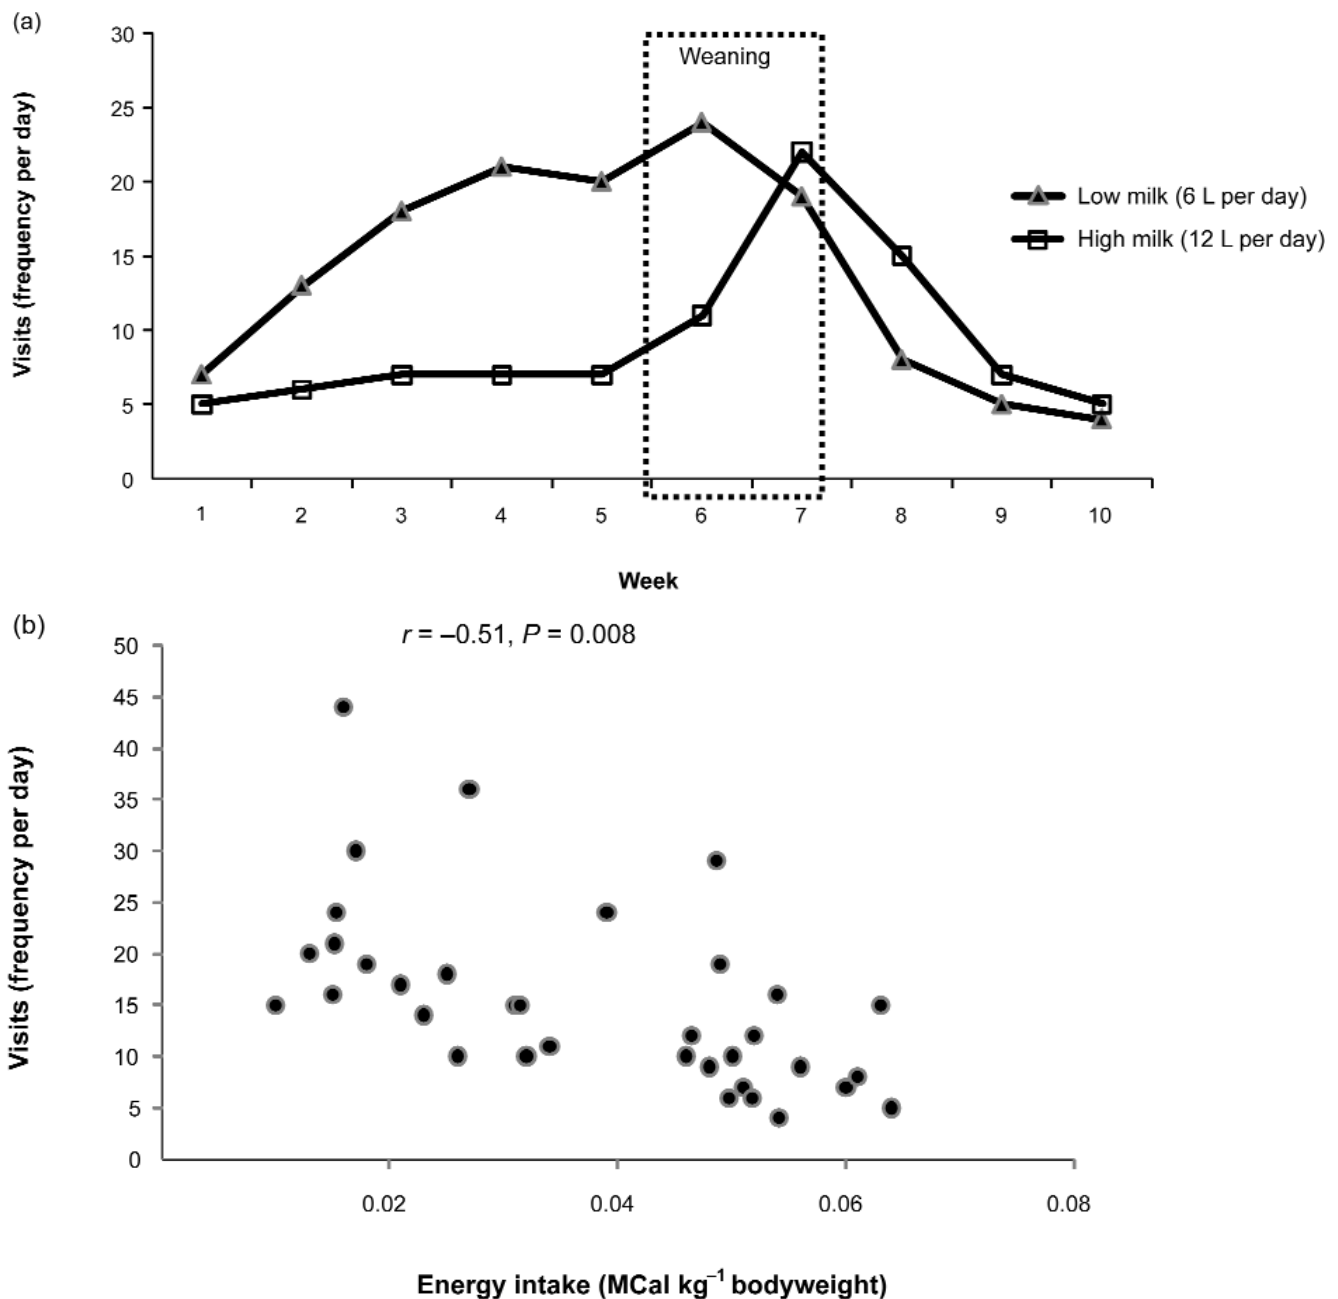 (a)
30
25
20
15
10
5
0
Visits (frequency per day)
Weaning
Low milk (6 L per day)
High milk (12 L per day)
1 2 3 4 5 6 7 8 9 10
Week
(b)
r = –0.51, P = 0.008
50
45
40
35
30
25
20
15
10
5
0
Visits (frequency per day)
0.02 0.04 0.06 0.08
Energy intake (MCal kg⁻¹ bodyweight)